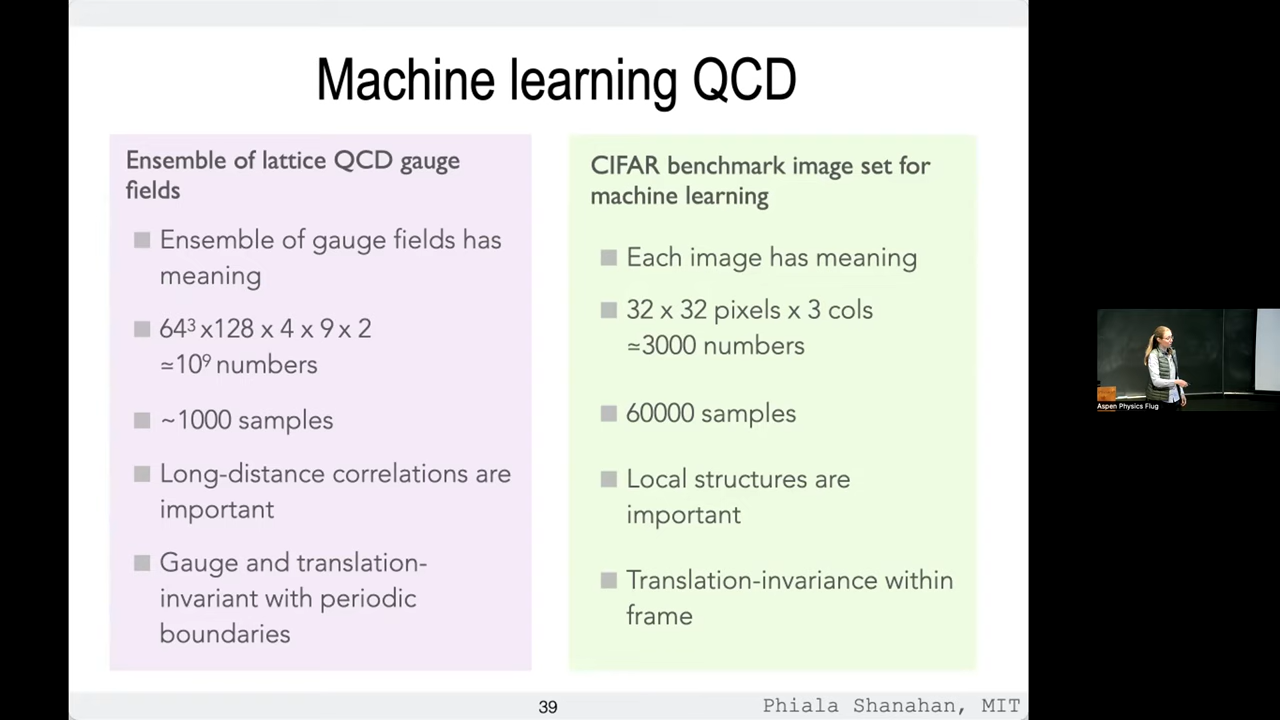 Machine learning QCD
Ensemble of lattice QCD gauge
fields
Ensemble of gauge fields has
meaning
64³ x128 x 4 x 9 x 2
≃10⁹ numbers
~1000 samples
Long-distance correlations are
important
Gauge and translation-
invariant with periodic
boundaries
CIFAR benchmark image set for
machine learning
Each image has meaning
32 x 32 pixels x 3 cols
≃3000 numbers
60000 samples
Local structures are
important
Translation-invariance within
frame
39
Phiala Shanahan, MIT
Aspen Physics Flug